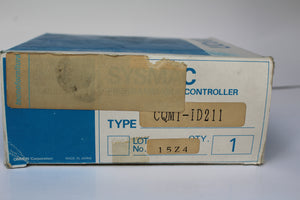 SYSMAC
CONTROLLER
TYPE CQM1-ID211
LOT No. 15Z4 QTY. 1
OMRON Corporation MADE IN JAPAN